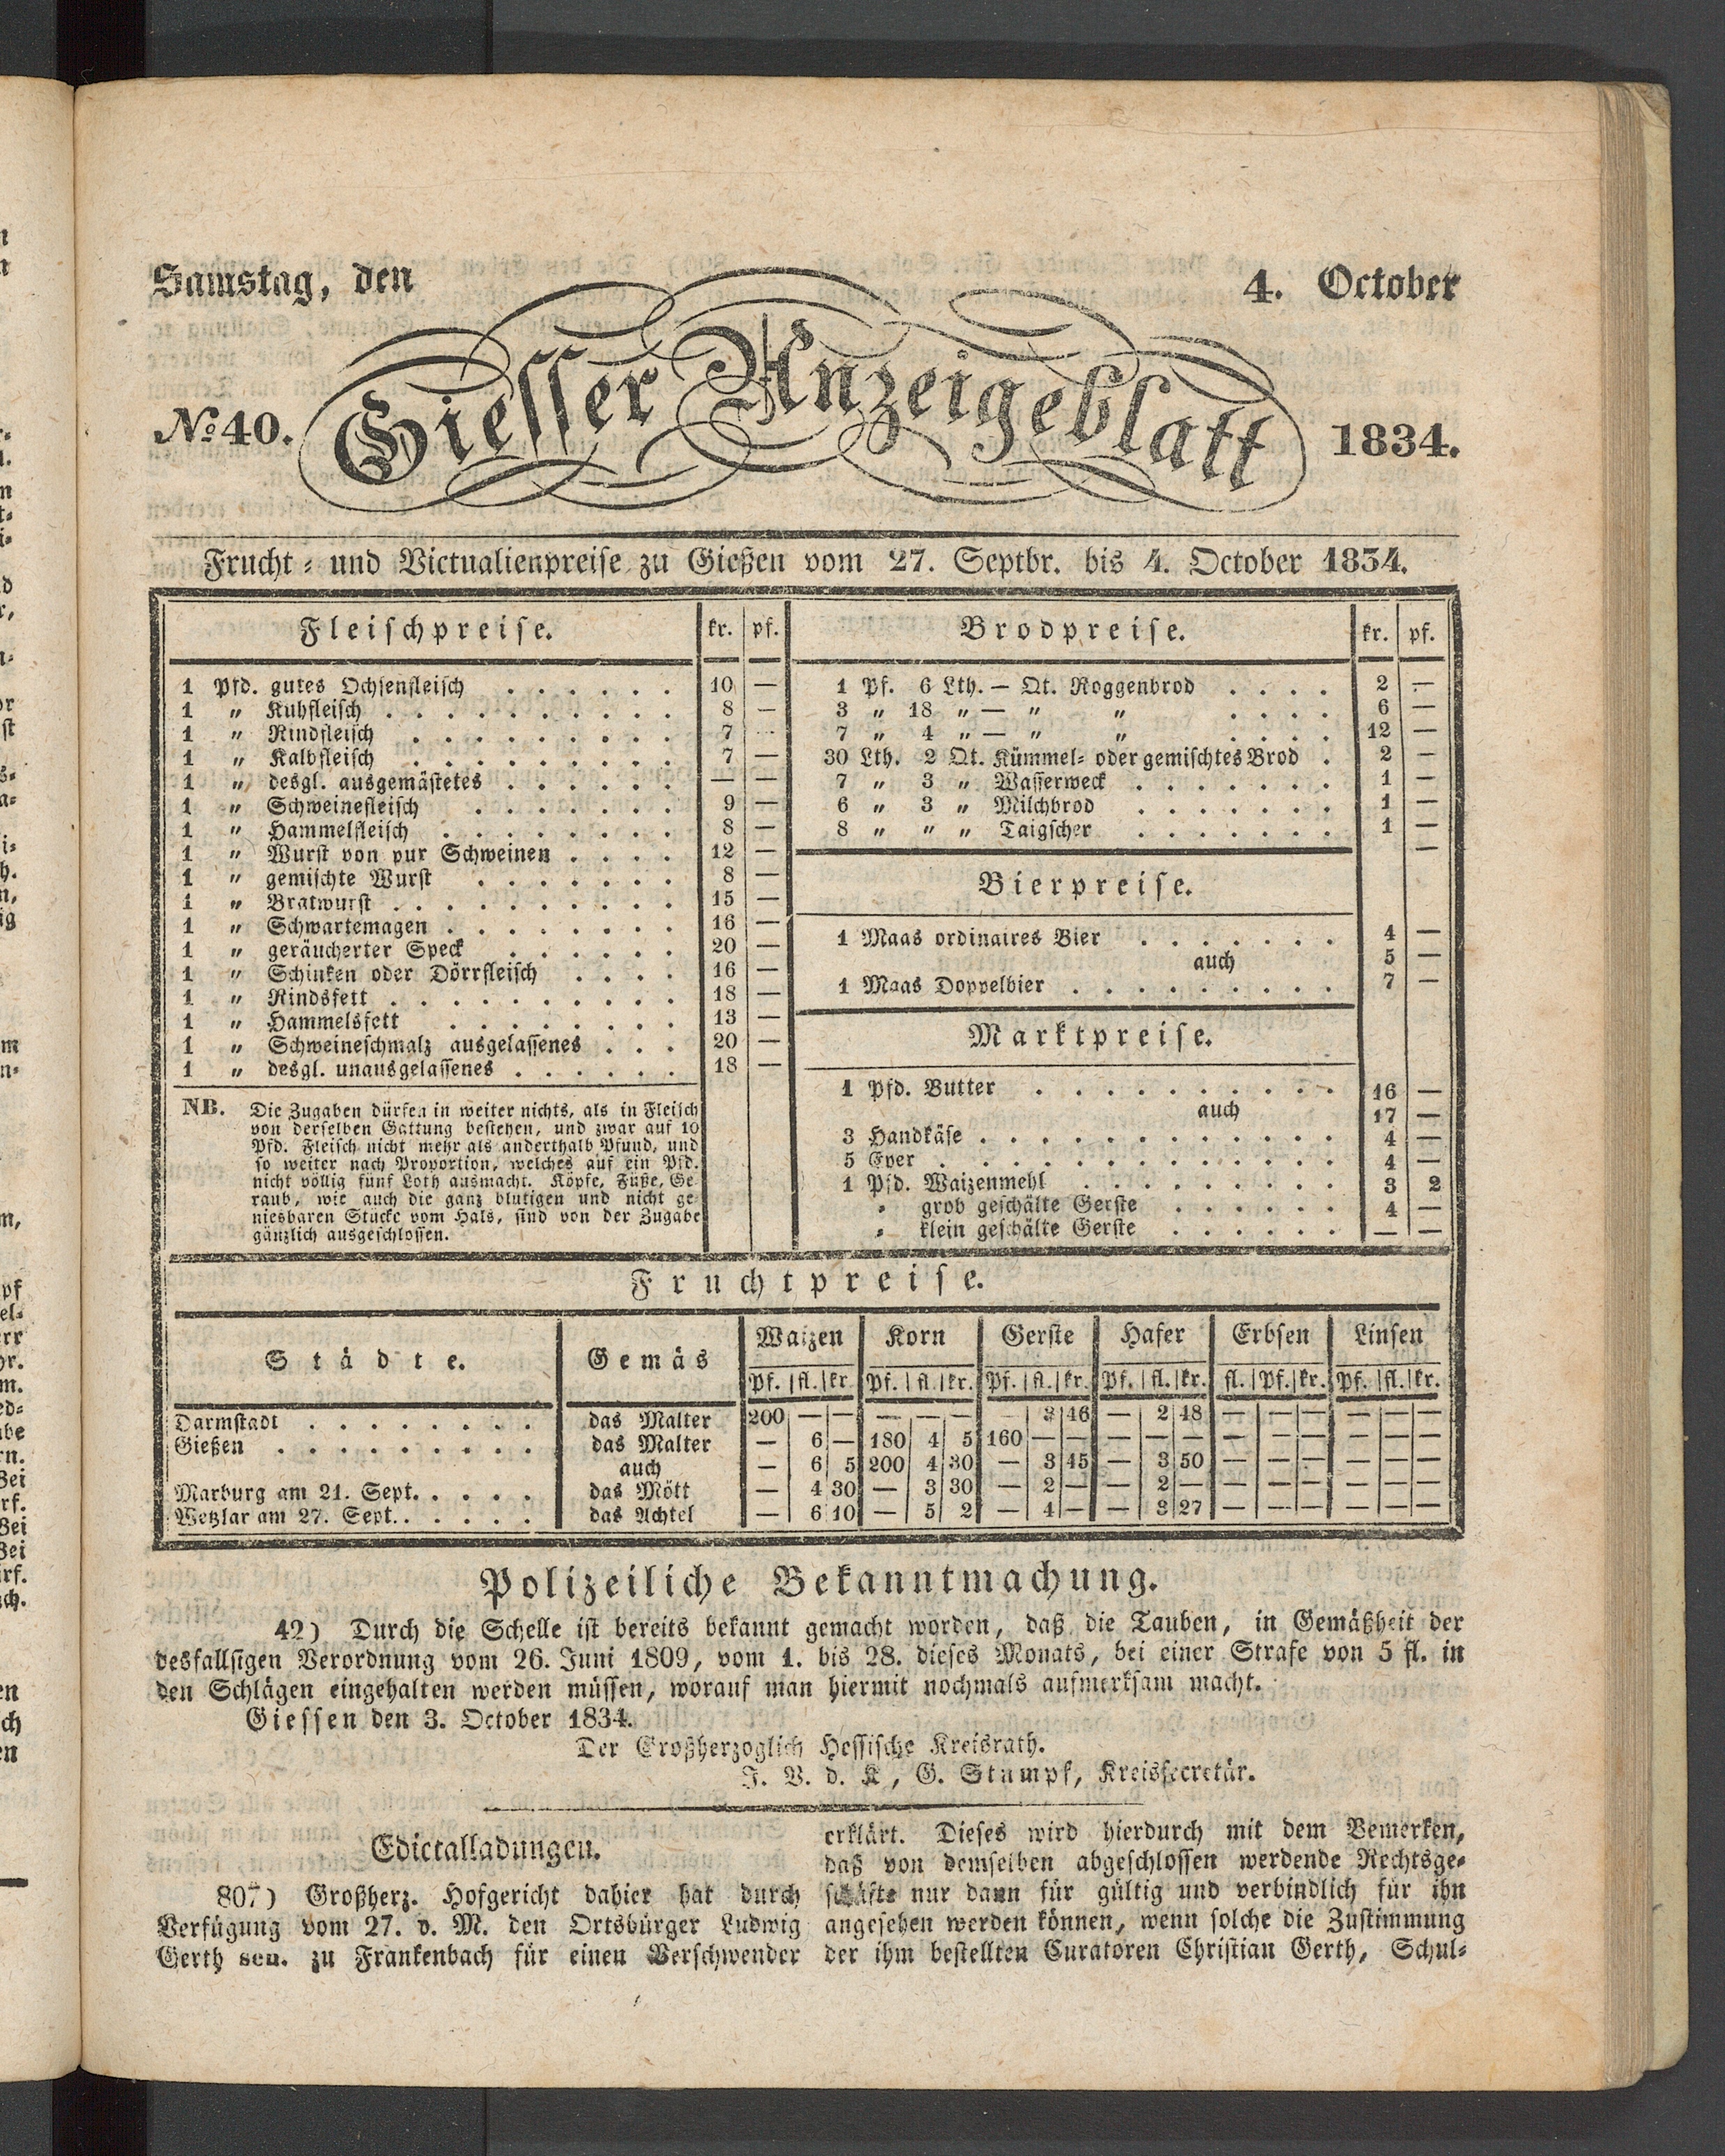 Samstag, den
4. October
№ 40.
Giesser Anzeigeblatt
1834.
Frucht- und Victualienpreise zu Gießen vom 27. Septbr. bis 4. October 1834.
Fleischpreise. kr. pf.
1 Pfd. gutes Ochsenfleisch . . . . . . 10 —
1 „ Kuhfleisch . . . . . . . . . . 8 —
1 „ Rindfleisch . . . . . . . . . 7 —
1 „ Kalbfleisch . . . . . . . . . 7 —
1 „ desgl. ausgemästetes . . . . . . — —
1 „ Schweinefleisch . . . . . . . 9 —
1 „ Hammelfleisch . . . . . . . . 8 —
1 „ Wurst von pur Schweinen . . . . 12 —
1 „ gemischte Wurst . . . . . . . 8 —
1 „ Bratwurst . . . . . . . . . . 15 —
1 „ Schwartemagen . . . . . . . . 16 —
1 „ geräucherter Speck . . . . . . 20 —
1 „ Schinken oder Dörrfleisch . . . . 16 —
1 „ Rindsfett . . . . . . . . . . 18 —
1 „ Hammelsfett . . . . . . . . 13 —
1 „ Schweineschmalz ausgelassenes . . . 20 —
1 „ desgl. unausgelassenes . . . . . . 18 —
NB. Die Zugaben dürfen in weiter nichts, als in Fleisch
von derselben Gattung bestehen, und zwar auf 10
Pfd. Fleisch nicht mehr als anderthalb Pfund, und
so weiter nach Proportion, welches auf ein Pfd.
nicht völlig fünf Loth ausmacht. Köpfe, Füße, Ge
raub, wie auch die ganz blutigen und nicht ge
niesbaren Stücke vom Hals, sind von der Zugabe
gänzlich ausgeschlossen.
Brodpreise. kr. pf.
1 Pf. 6 Lth. — Qt. Roggenbrod . . . . 2 —
3 „ 18 „ — „ „ . . . . 6 —
7 „ 4 „ — „ „ . . . . 12 —
30 Lth. 2 Qt. Kümmel- oder gemischtes Brod . 2 —
7 „ 3 „ Wasserweck . . . . . . . 1 —
6 „ 3 „ Milchbrod . . . . . . . 1 —
8 „ „ „ Taigscher . . . . . . . 1 —
—
Bierpreise.
1 Maas ordinaires Bier . . . . . . . 4 —
auch 5 —
1 Maas Doppelbier . . . . . . . . . 7 —
Marktpreise.
1 Pfd. Butter . . . . . . . . . . 16 —
auch 17 —
3 Handkäse . . . . . . . . . . . . 4 —
5 Eyer . . . . . . . . . . . . . 4 —
1 Pfd. Waizenmehl . . . . . . . . . 3 2
„ grob geschälte Gerste . . . . . . 4 —
„ klein geschälte Gerste . . . . . . — —
Fruchtpreise.
Städte. Gemäs Waizen Korn Gerste Hafer Erbsen Linsen
Pf. fl. kr. Pf. fl. kr. Pf. fl. kr. Pf. fl. kr. fl. Pf. kr. Pf. fl. kr.
Darmstadt . . . . . . . . das Malter 200 — — — — — — 3 46 — 2 48 — — — — — —
Gießen . . . . . . . . . das Malter — 6 — 180 4 5 160 — — — — — — — — — — —
auch — 6 5 200 4 30 — 3 45 — 3 50 — — — — — —
Marburg am 21. Sept. . . . . das Mött — 4 30 — 3 30 — 2 — — 2 — — — — — — —
Wetzlar am 27. Sept. . . . . . das Achtel — 6 10 — 5 2 — 4 — — 3 27 — — — — — —
Polizeiliche Bekanntmachung.
42) Durch die Schelle ist bereits bekannt gemacht worden, daß die Tauben, in Gemäßheit der
desfallsigen Verordnung vom 26. Juni 1809, vom 1. bis 28. dieses Monats, bei einer Strafe von 5 fl. in
den Schlägen eingehalten werden müssen, worauf man hiermit nochmals aufmerksam macht.
Giessen den 3. October 1834.
Der Großherzoglich Hessische Kreisrath.
J. V. d. K, G. Stumpf, Kreissecretär.
Edictalladungen.
807) Großherz. Hofgericht dahier hat durch
Verfügung vom 27. v. M. den Ortsbürger Ludwig
Gerth sen. zu Frankenbach für einen Verschwender
erklärt. Dieses wird hierdurch mit dem Bemerken,
daß von demselben abgeschlossen werdende Rechtsge-
schäfte nur dann für gültig und verbindlich für ihn
angesehen werden können, wenn solche die Zustimmung
der ihm bestellten Curatoren Christian Gerth, Schul-